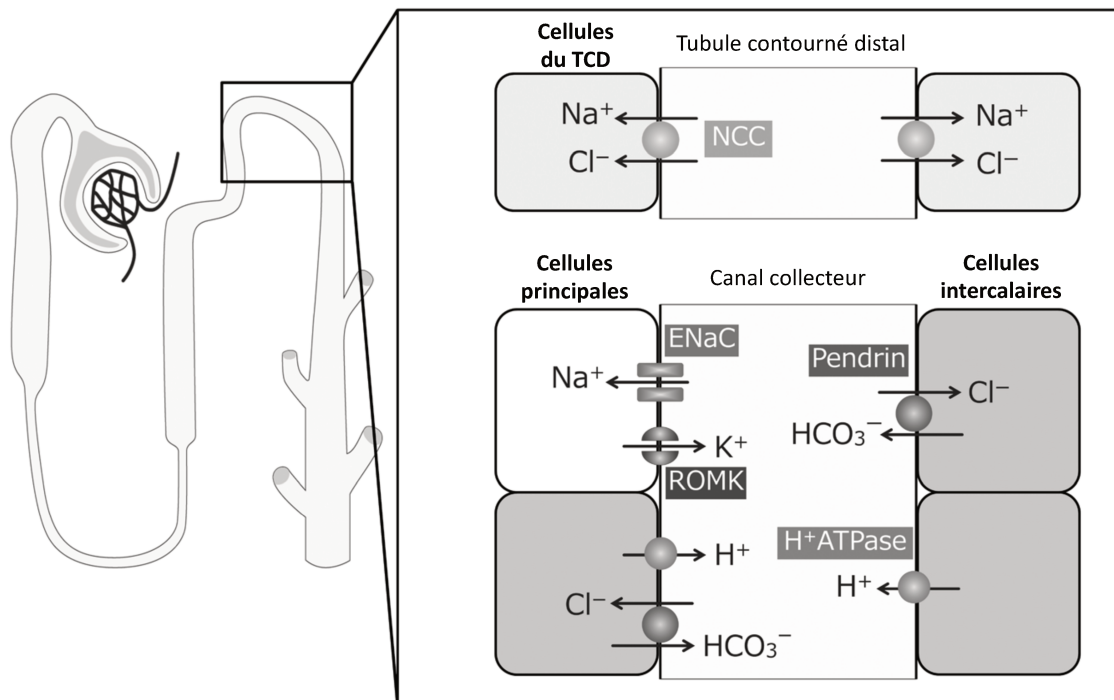 Cellules
du TCD
Tubule contourné distal
Na⁺
Cl⁻
NCC
Na⁺
Cl⁻
Cellules
principales
Canal collecteur
Cellules
intercalaires
ENaC
Na⁺
K⁺
ROMK
Pendrin
Cl⁻
HCO₃⁻
H⁺
Cl⁻
HCO₃⁻
H⁺ATPase
H⁺